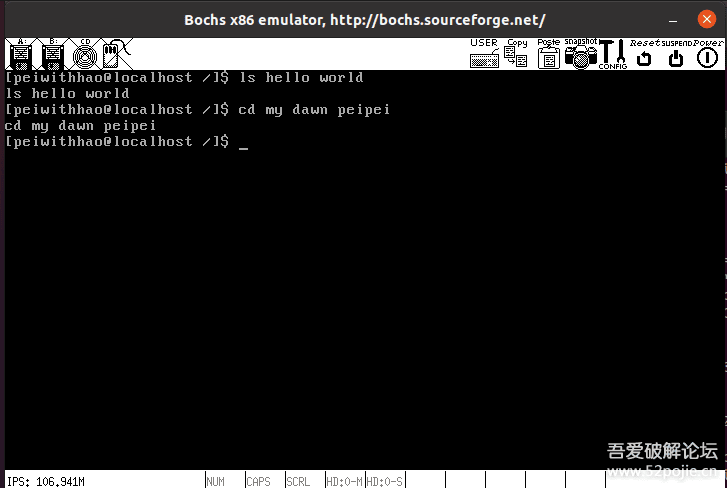 Bochs x86 emulator, http://bochs.sourceforge.net/
A: B: CD USER Copy Paste Snapshot CONFIG Reset SUSPEND Power
[peiwithhao@localhost /]$ ls hello world
ls hello world
[peiwithhao@localhost /]$ cd my dawn peipei
cd my dawn peipei
[peiwithhao@localhost /]$ _
吾爱破解论坛
www.52pojie.cn
IPS: 106.941M NUM CAPS SCRL HD:0-M HD:0-S